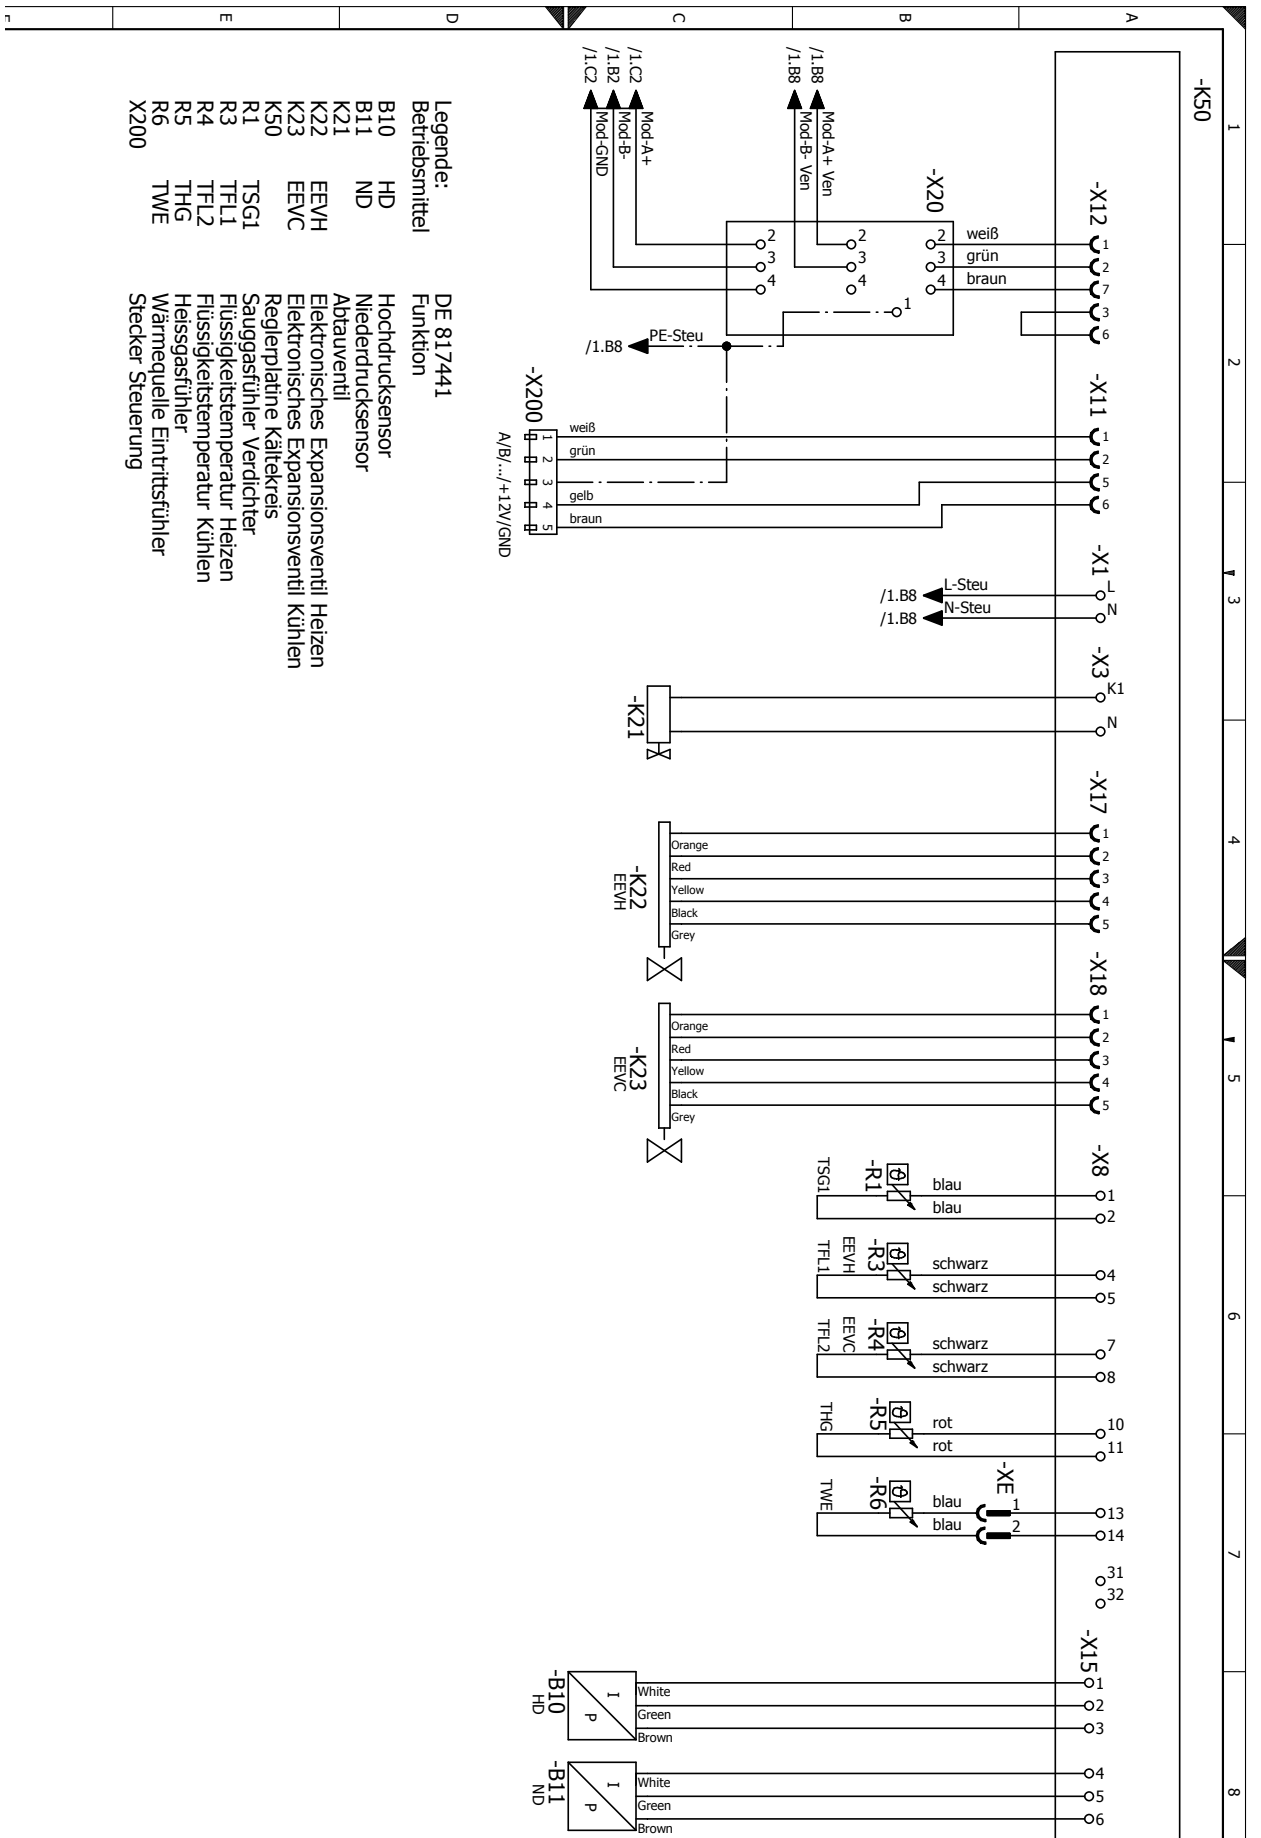 1
2
3
4
5
6
7
8
A
B
C
D
E
-K50
-X12
1
2
7
3
6
-X11
1
2
5
6
-X1
L
N
-X3
K1
N
-X17
1
2
3
4
5
-X18
1
2
3
4
5
-X8
1
2
4
5
7
8
10
11
13
14
31
32
-X15
1
2
3
4
5
6
-X20
weiß
grün
braun
2
3
4
2
3
4
2
3
4
1
/1.B8
Mod-A+ Ven
/1.B8
Mod-B- Ven
/1.C2
Mod-A+
/1.B2
Mod-B-
/1.C2
Mod-GND
/1.B8
PE-Steu
-X200
1
2
3
4
5
weiß
grün
gelb
braun
A/B/.../+12V/GND
/1.B8
L-Steu
/1.B8
N-Steu
-K21
Orange
Red
Yellow
Black
Grey
-K22
EEVH
Orange
Red
Yellow
Black
Grey
-K23
EEVC
-R1
TSG1
blau
blau
-R3
EEVH
TFL1
schwarz
schwarz
-R4
EEVC
TFL2
schwarz
schwarz
-R5
THG
rot
rot
-R6
TWE
blau
blau
-XE
1
2
White
Green
Brown
I
P
-B10
HD
White
Green
Brown
I
P
-B11
ND
Legende: DE 817441
Betriebsmittel Funktion
B10 HD Hochdrucksensor
B11 ND Niederdrucksensor
K21 Abtauventil
K22 EEVH Elektronisches Expansionsventil Heizen
K23 EEVC Elektronisches Expansionsventil Kühlen
K50 Reglerplatine Kältekreis
R1 TSG1 Sauggasfühler Verdichter
R3 TFL1 Flüssigkeitstemperatur Heizen
R4 TFL2 Flüssigkeitstemperatur Kühlen
R5 THG Heissgasfühler
R6 TWE Wärmequelle Eintrittsfühler
X200 Stecker Steuerung